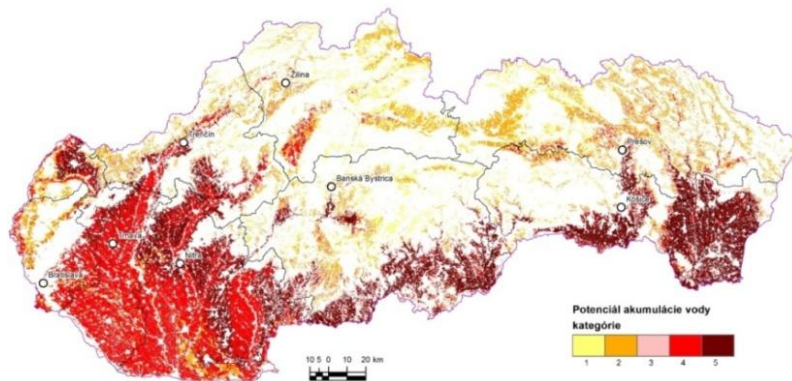 Žilina
Trenčín
Prešov
Banská Bystrica
Košice
Trnava
Nitra
Bratislava
Potenciál akumulácie vody
kategórie
1 2 3 4 5
10 5 0 10 20 km